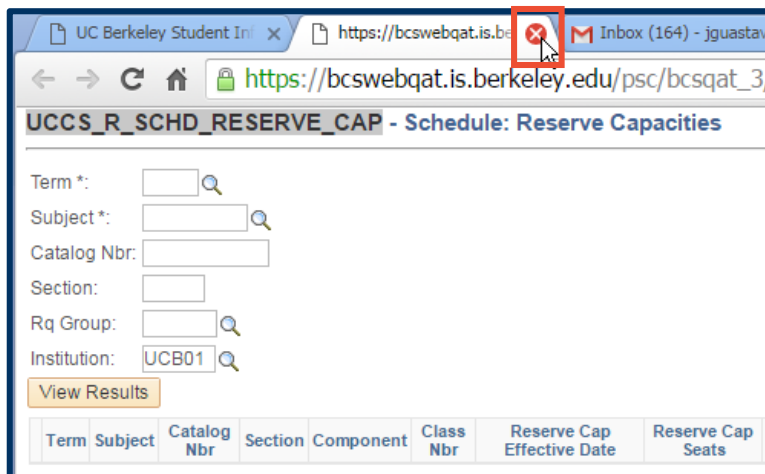 UC Berkeley Student Inf
https://bcswebqat.is.be
Inbox (164) - jguastav
https://bcswebqat.is.berkeley.edu/psc/bcsqat_3/
UCCS_R_SCHD_RESERVE_CAP - Schedule: Reserve Capacities
Term *:
Subject *:
Catalog Nbr:
Section:
Rq Group:
Institution: UCB01
View Results
Term Subject Catalog Nbr Section Component Class Nbr Reserve Cap Effective Date Reserve Cap Seats